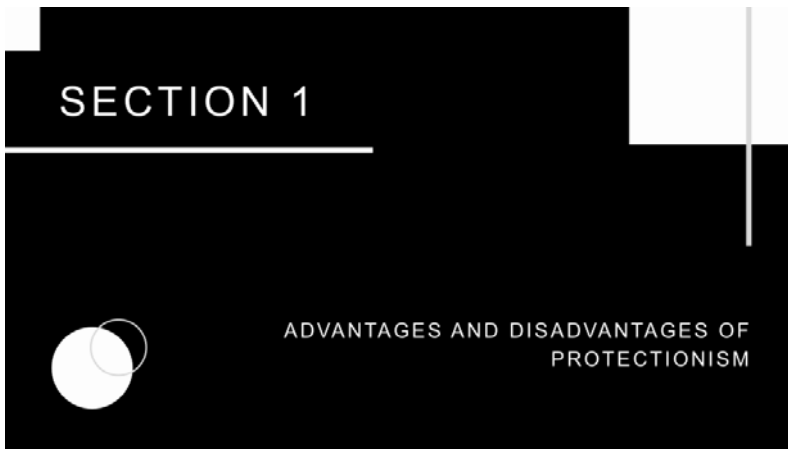 SECTION 1
ADVANTAGES AND DISADVANTAGES OF
PROTECTIONISM